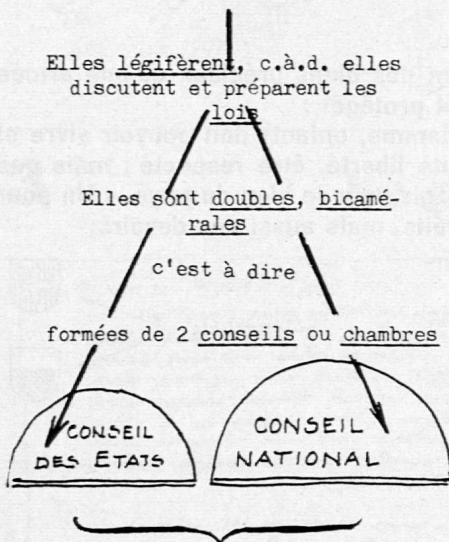 Elles légifèrent, c.à.d. elles
discutent et préparent les
lois
Elles sont doubles, bicamé-
rales
c'est à dire
formées de 2 conseils ou chambres
CONSEIL
DES ETATS
CONSEIL
NATIONAL